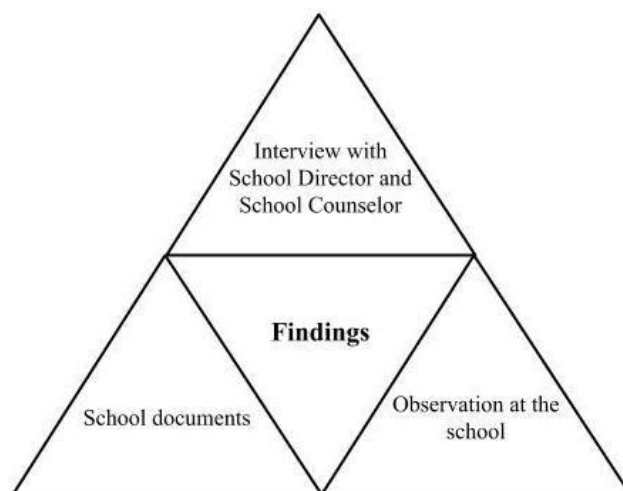 Interview with
School Director and
School Counselor
Findings
School documents
Observation at the
school